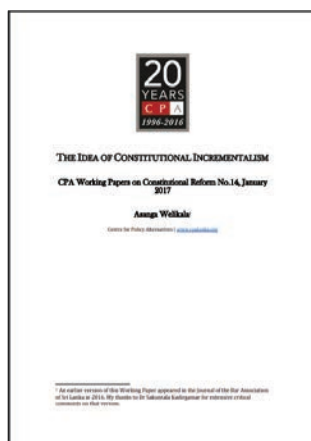 20
YEARS
CPA
1996-2016
THE IDEA OF CONSTITUTIONAL INCREMENTALISM
CPA Working Papers on Constitutional Reform No.14, January
2017
Asanga Welikala¹
Centre for Policy Alternatives | www.cpalanka.org
¹ An earlier version of this Working Paper appeared in the Journal of the Bar Association
of Sri Lanka in 2016. My thanks to Dr Sakuntala Kadirgamar for extensive critical
comments on that version.